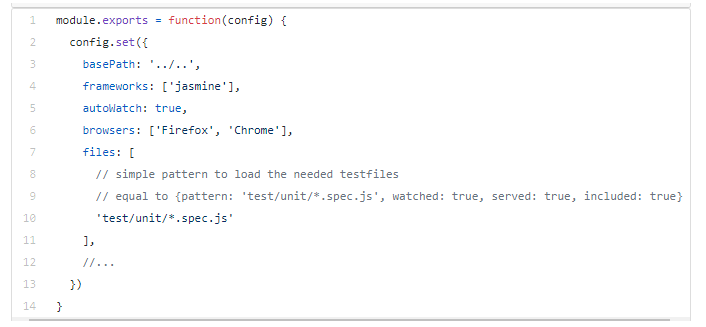 1 module.exports = function(config) {
2   config.set({
3     basePath: '../..',
4     frameworks: ['jasmine'],
5     autoWatch: true,
6     browsers: ['Firefox', 'Chrome'],
7     files: [
8       // simple pattern to load the needed testfiles
9       // equal to {pattern: 'test/unit/*.spec.js', watched: true, served: true, included: true}
10       'test/unit/*.spec.js'
11     ],
12     //...
13   })
14 }